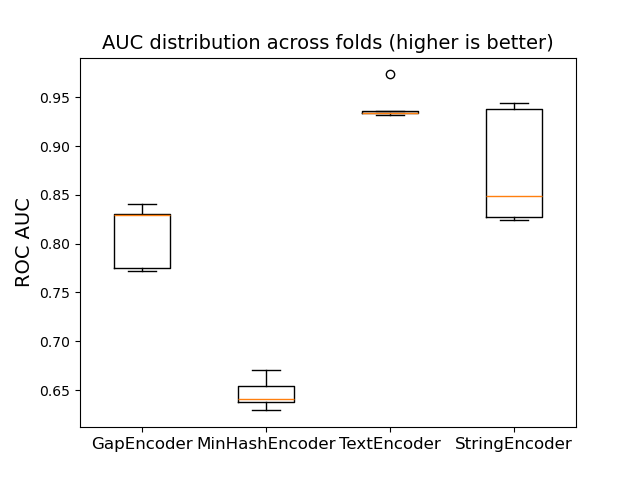 AUC distribution across folds (higher is better)
ROC AUC
0.95
0.90
0.85
0.80
0.75
0.70
0.65
GapEncoder MinHashEncoder TextEncoder StringEncoder